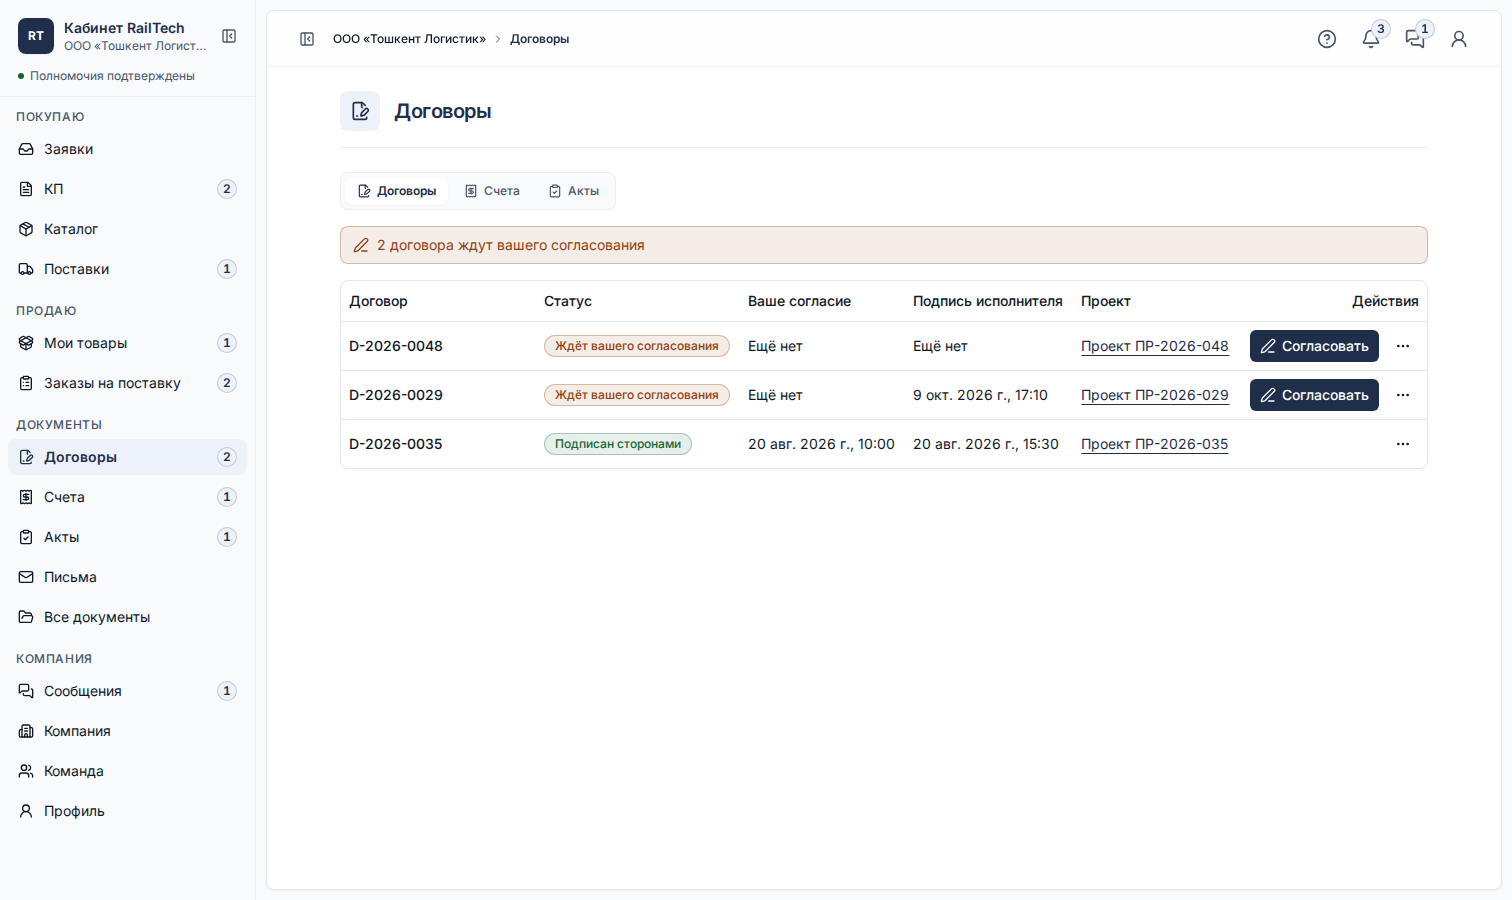 RT
Кабинет RailTech
ООО «Тошкент Логист...
Полномочия подтверждены
ПОКУПАЮ
Заявки
КП 2
Каталог
Поставки 1
ПРОДАЮ
Мои товары 1
Заказы на поставку 2
ДОКУМЕНТЫ
Договоры 2
Счета 1
Акты 1
Письма
Все документы
КОМПАНИЯ
Сообщения 1
Компания
Команда
Профиль
ООО «Тошкент Логистик» > Договоры
3
1
Договоры
Договоры Счета Акты
2 договора ждут вашего согласования
Договор Статус Ваше согласие Подпись исполнителя Проект Действия
D-2026-0048 Ждёт вашего согласования Ещё нет Ещё нет Проект ПР-2026-048 Согласовать ...
D-2026-0029 Ждёт вашего согласования Ещё нет 9 окт. 2026 г., 17:10 Проект ПР-2026-029 Согласовать ...
D-2026-0035 Подписан сторонами 20 авг. 2026 г., 10:00 20 авг. 2026 г., 15:30 Проект ПР-2026-035 ...